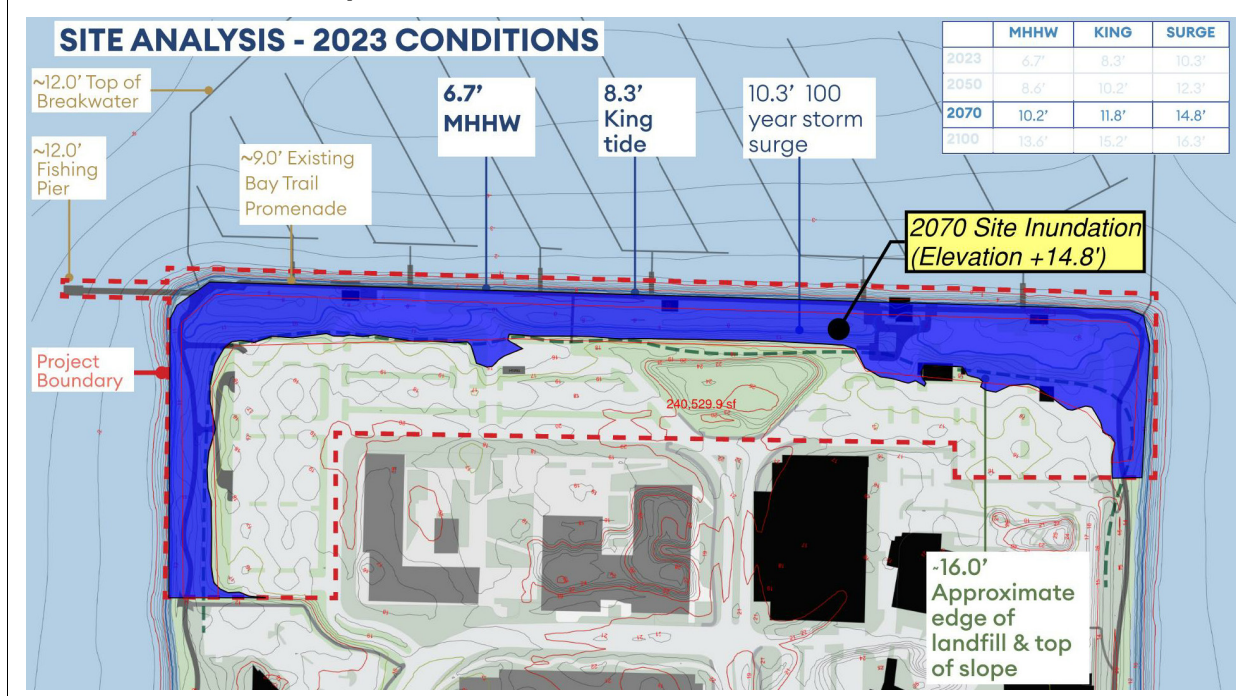 SITE ANALYSIS - 2023 CONDITIONS
MHHW KING SURGE
2023 6.7' 8.3' 10.3'
2050 8.6' 10.2' 12.3'
2070 10.2' 11.8' 14.8'
2100 13.6' 15.2' 16.3'
~12.0' Top of
Breakwater
6.7'
MHHW
8.3'
King
tide
10.3' 100
year storm
surge
~12.0'
Fishing
Pier
~9.0' Existing
Bay Trail
Promenade
2070 Site Inundation
(Elevation +14.8')
Project
Boundary
240,529.9 sf
~16.0'
Approximate
edge of
landfill & top
of slope